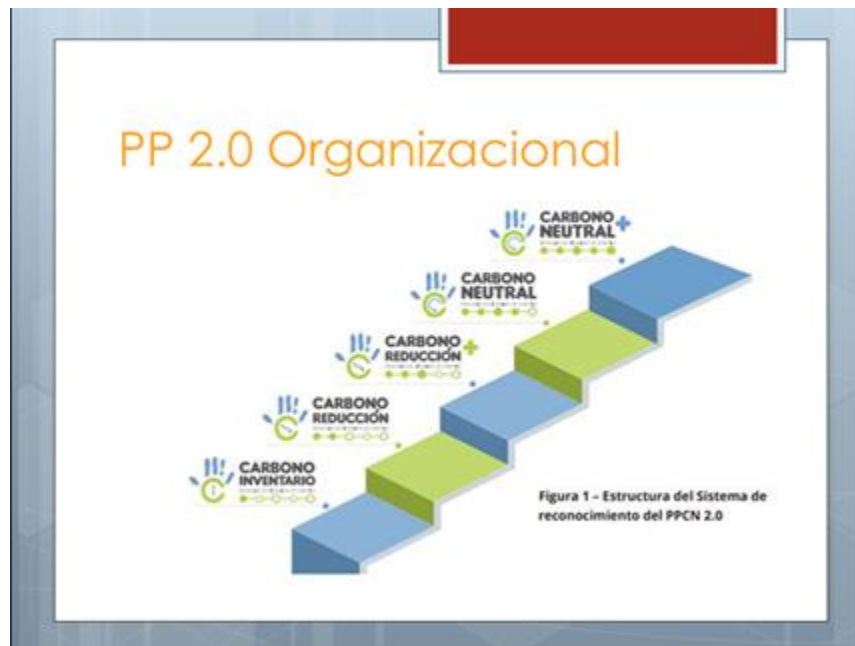 PP 2.0 Organizacional
CARBONO
NEUTRAL +
CARBONO
NEUTRAL
CARBONO
REDUCCIÓN +
CARBONO
REDUCCIÓN
CARBONO
INVENTARIO
Figura 1 – Estructura del Sistema de
reconocimiento del PPCN 2.0